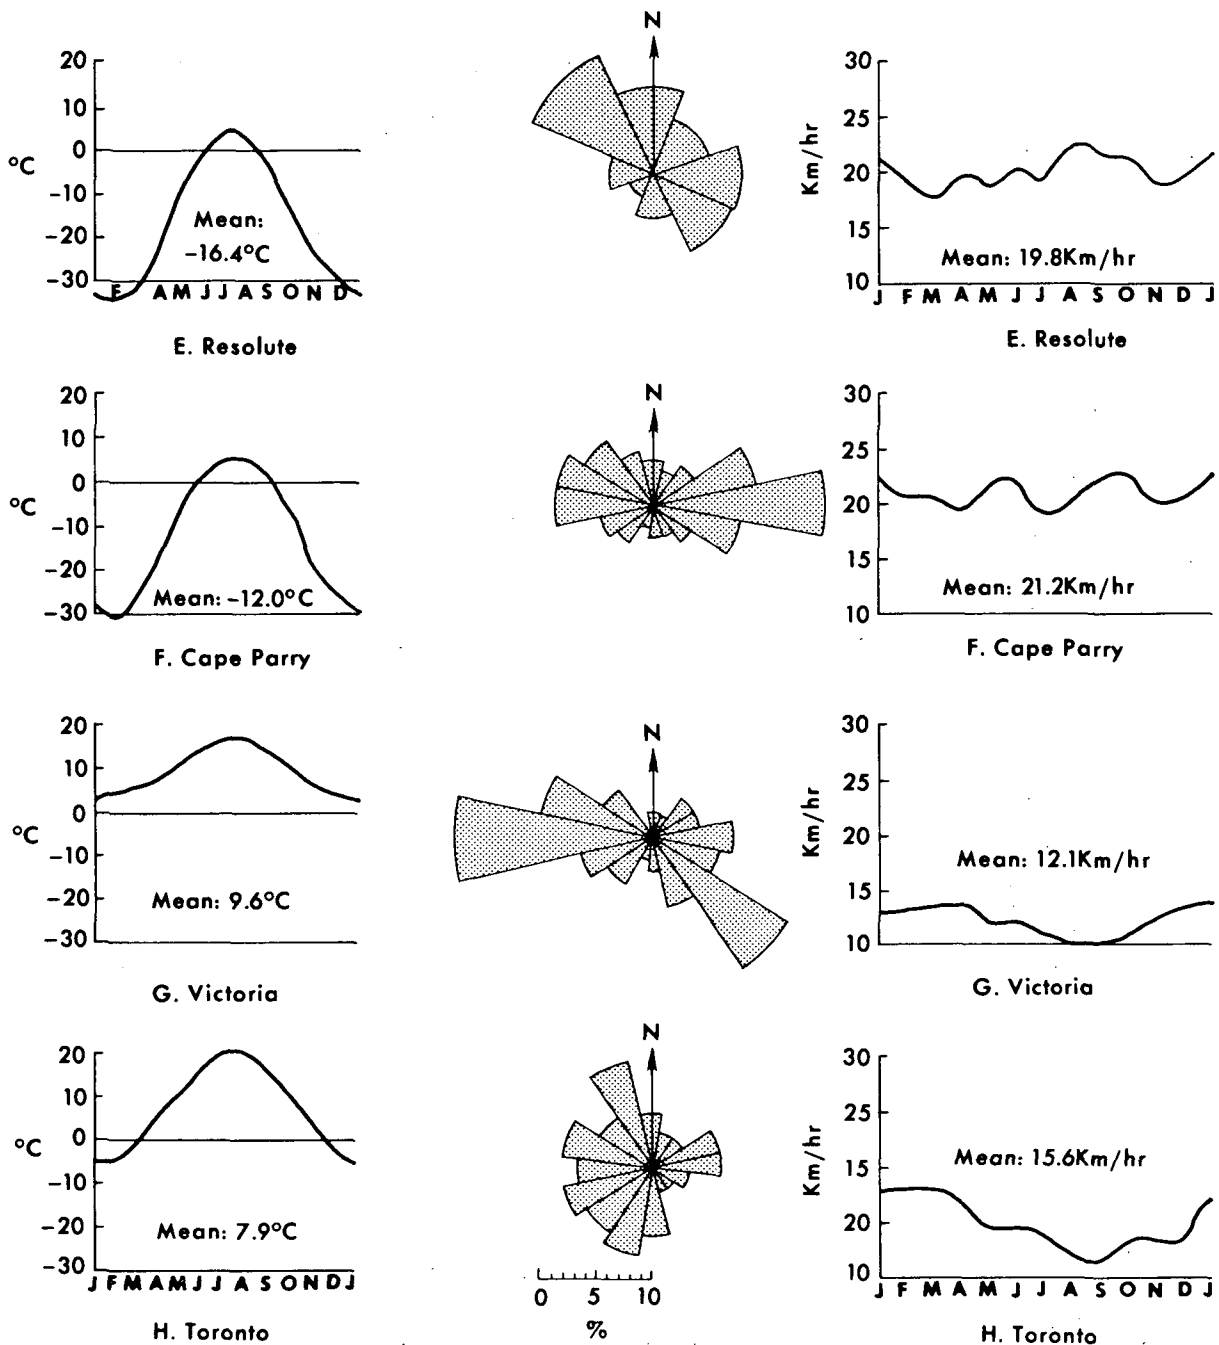 N
20
10
0
-10
-20
-30
°C
Mean:
-16.4°C
F A M J J A S O N D
E. Resolute
30
25
20
15
10
Km/hr
Mean: 19.8Km/hr
J F M A M J J A S O N D J
E. Resolute
N
20
10
0
-10
-20
-30
°C
Mean: -12.0°C
F. Cape Parry
30
25
20
15
10
Km/hr
Mean: 21.2Km/hr
F. Cape Parry
N
20
10
0
-10
-20
-30
°C
Mean: 9.6°C
G. Victoria
30
25
20
15
10
Km/hr
Mean: 12.1Km/hr
G. Victoria
N
20
10
0
-10
-20
-30
°C
Mean: 7.9°C
J F M A M J J A S O N D J
H. Toronto
0 5 10
%
30
25
15
20
10
Km/hr
Mean: 15.6Km/hr
J F M A M J J A S O N D J
H. Toronto